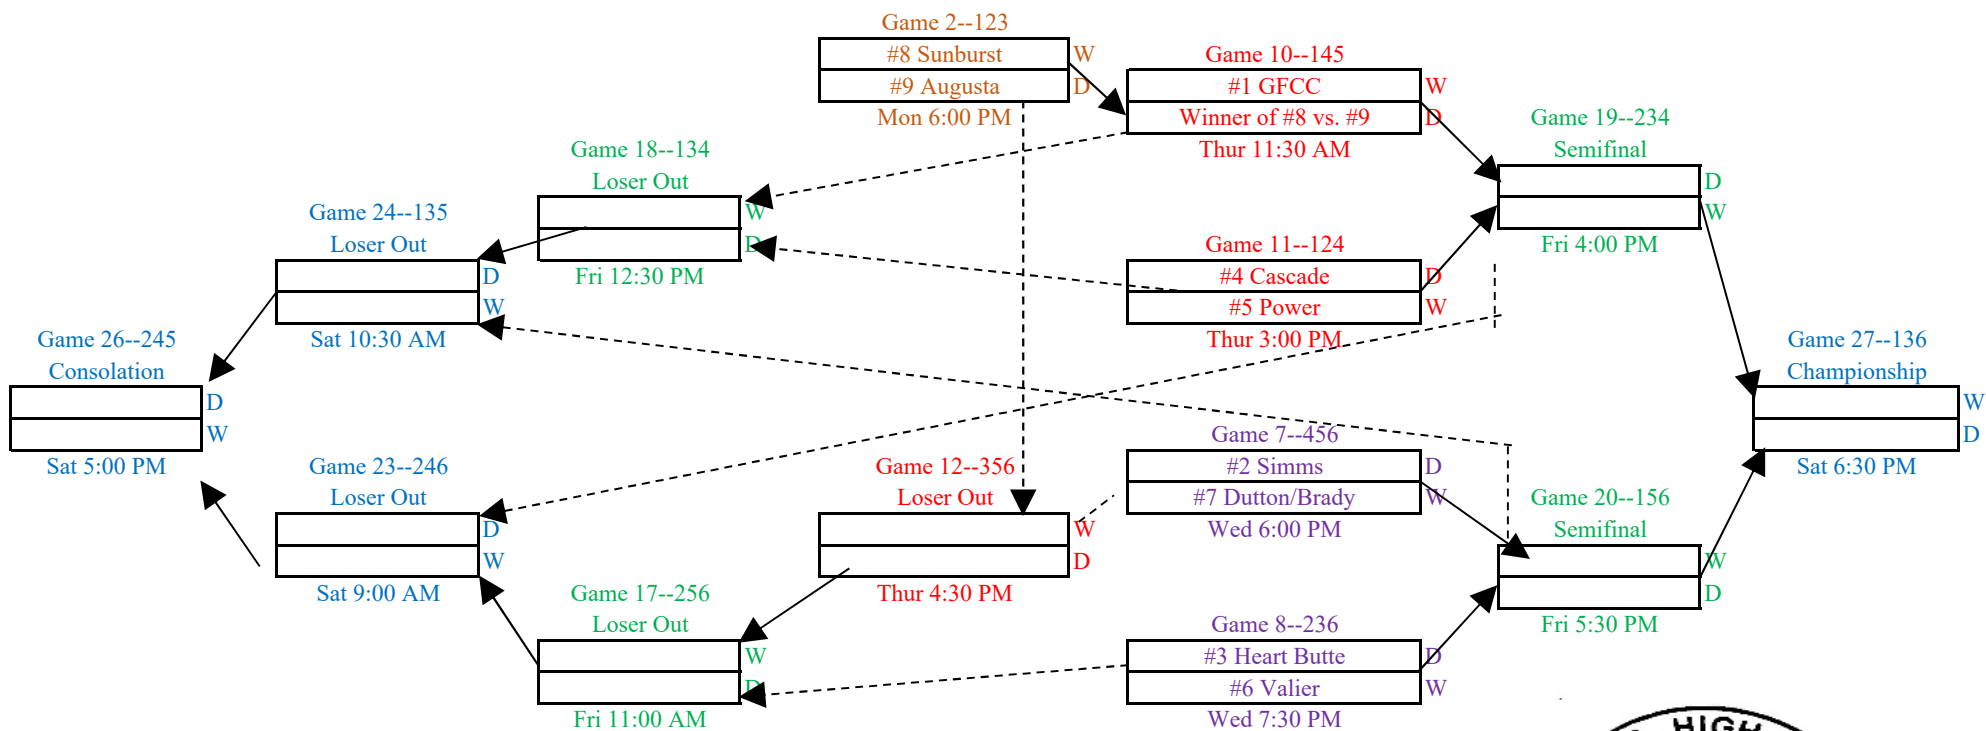 Game 2--123
#8 Sunburst W
#9 Augusta D
Mon 6:00 PM
Game 10--145
#1 GFCC W
Winner of #8 vs. #9 D
Thur 11:30 AM
Game 19--234
Semifinal
D
W
Fri 4:00 PM
Game 18--134
Loser Out
W
D
Fri 12:30 PM
Game 24--135
Loser Out
D
W
Sat 10:30 AM
Game 11--124
#4 Cascade D
#5 Power W
Thur 3:00 PM
Game 26--245
Consolation
D
W
Sat 5:00 PM
Game 27--136
Championship
W
D
Sat 6:30 PM
Game 23--246
Loser Out
D
W
Sat 9:00 AM
Game 12--356
Loser Out
W
D
Thur 4:30 PM
Game 7--456
#2 Simms D
#7 Dutton/Brady W
Wed 6:00 PM
Game 20--156
Semifinal
W
D
Fri 5:30 PM
Game 17--256
Loser Out
W
D
Fri 11:00 AM
Game 8--236
#3 Heart Butte D
#6 Valier W
Wed 7:30 PM
HIGH